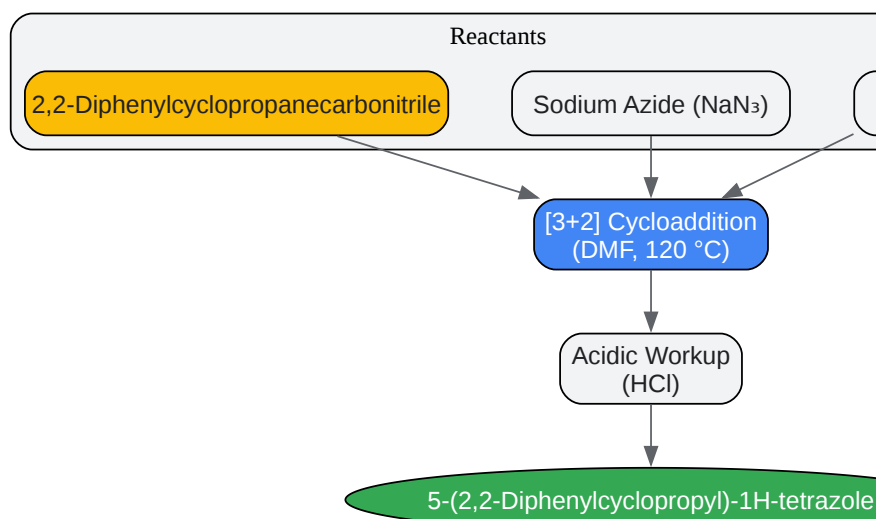 Reactants
2,2-Diphenylcyclopropanecarbonitrile
Sodium Azide (NaN₃)
[3+2] Cycloaddition
(DMF, 120 °C)
Acidic Workup
(HCl)
5-(2,2-Diphenylcyclopropyl)-1H-tetrazole